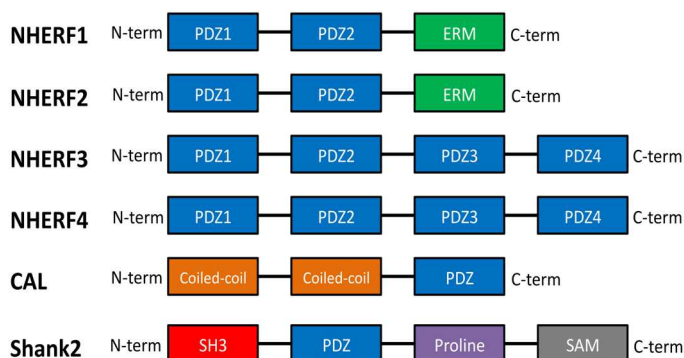 NHERF1 N-term PDZ1 PDZ2 ERM C-term
NHERF2 N-term PDZ1 PDZ2 ERM C-term
NHERF3 N-term PDZ1 PDZ2 PDZ3 PDZ4 C-term
NHERF4 N-term PDZ1 PDZ2 PDZ3 PDZ4 C-term
CAL N-term Coiled-coil Coiled-coil PDZ C-term
Shank2 N-term SH3 PDZ Proline SAM C-term